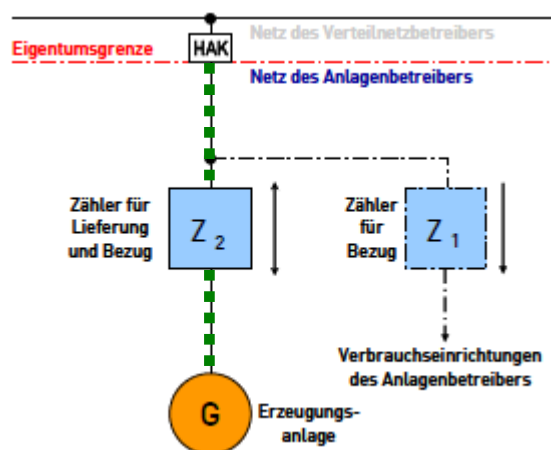 Netz des Verteilnetzbetreibers
Eigentumsgrenze
HAK
Netz des Anlagenbetreibers
Zähler für
Lieferung
und Bezug
Z 2
Zähler
für
Bezug
Z 1
Verbrauchseinrichtungen
des Anlagenbetreibers
G
Erzeugungs-
anlage